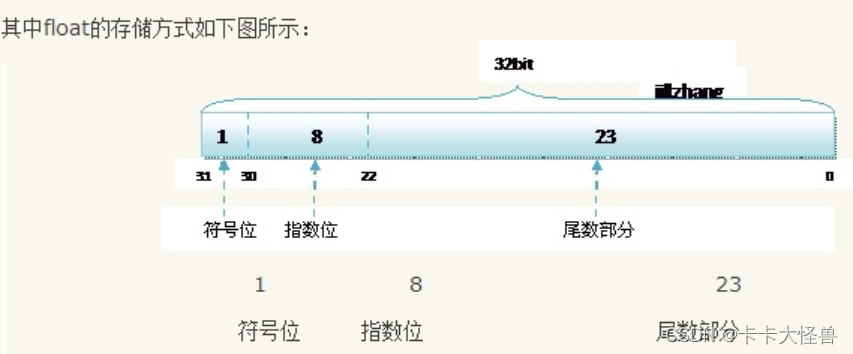 其中float的存储方式如下图所示：
32bit
1 8 23
31 30 22 0
符号位 指数位 尾数部分
1 8 23
符号位 指数位 尾数部分
CSDN @卡卡大怪兽